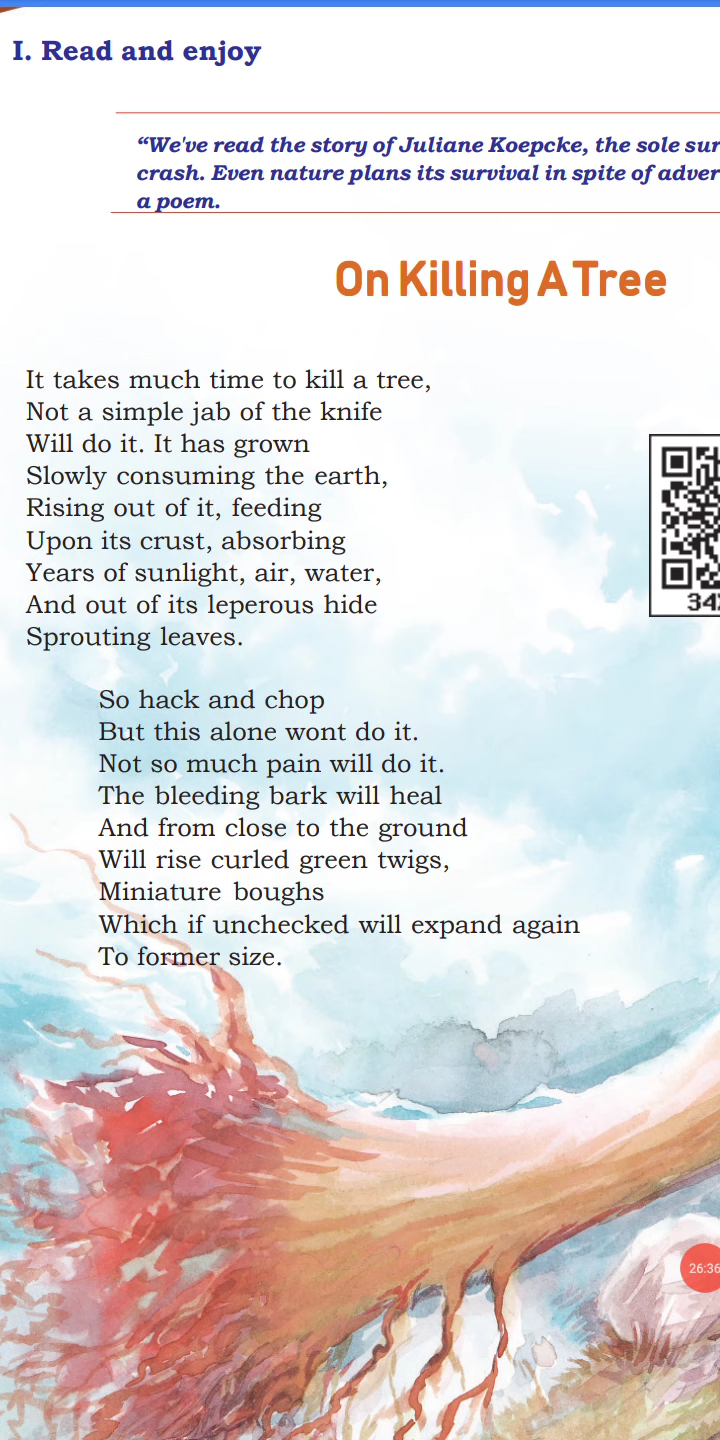 I. Read and enjoy
“We've read the story of Juliane Koepcke, the sole
crash. Even nature plans its survival in spite of
a poem.
On Killing A Tree
It takes much time to kill a tree,
Not a simple jab of the knife
Will do it. It has grown
Slowly consuming the earth,
Rising out of it, feeding
Upon its crust, absorbing
Years of sunlight, air, water,
And out of its leperous hide
Sprouting leaves.
So hack and chop
But this alone wont do it.
Not so much pain will do it.
The bleeding bark will heal
And from close to the ground
Will rise curled green twigs,
Miniature boughs
Which if unchecked will expand again
To former size.
26:36